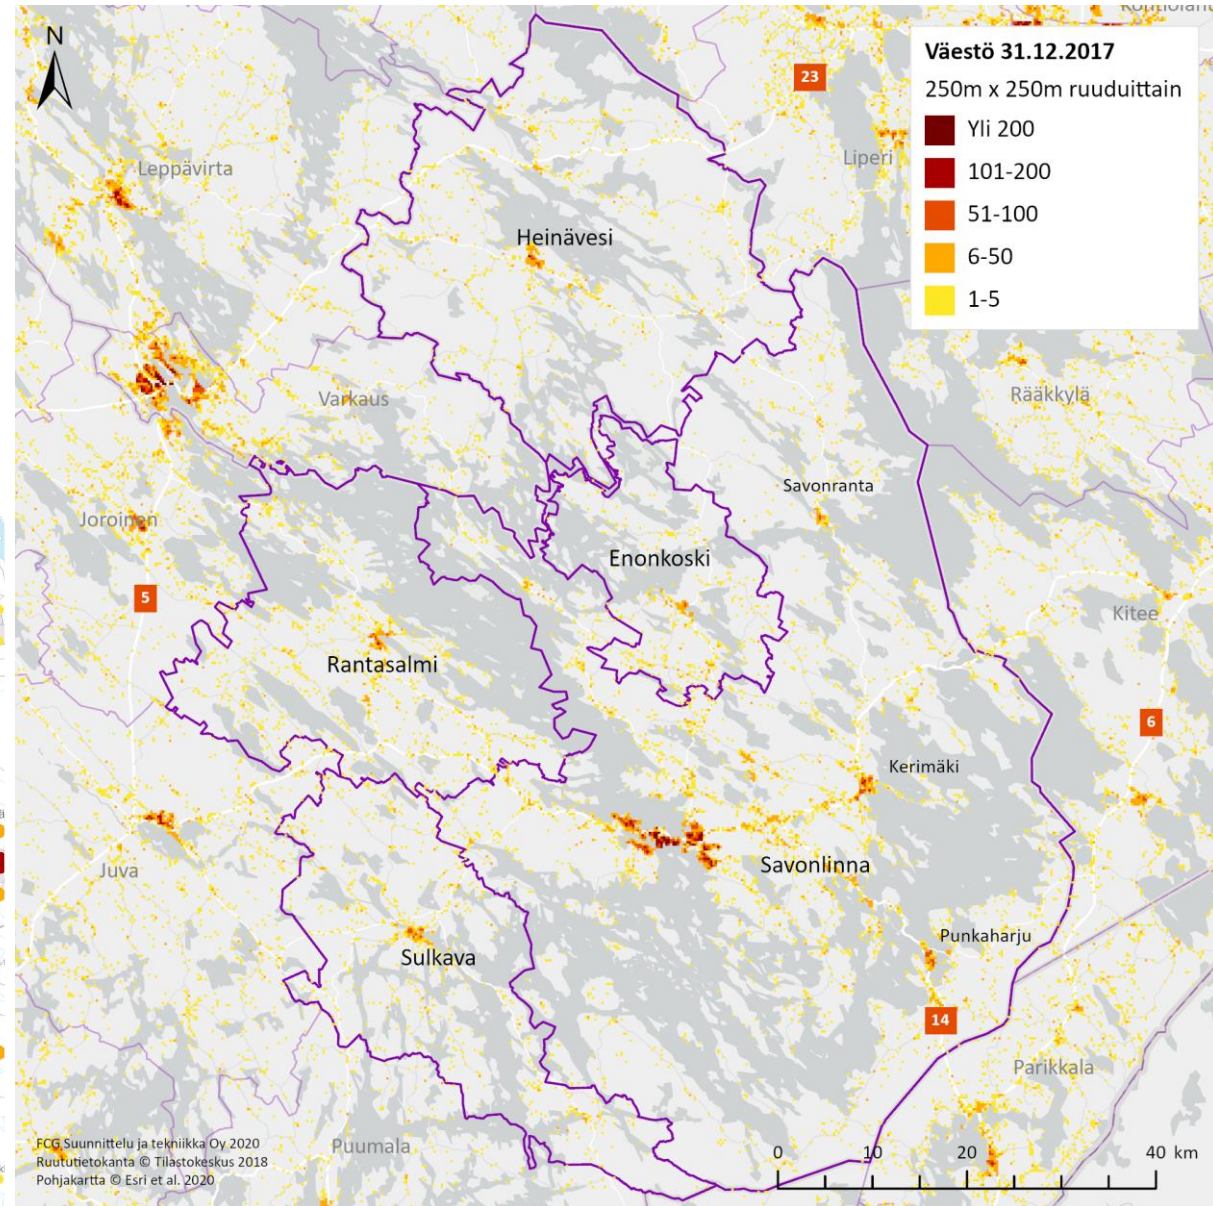 Kontiolahti
N
Väestö 31.12.2017
250m x 250m ruuduittain
Yli 200
101-200
51-100
6-50
1-5
23
Liperi
Leppävirta
Heinävesi
Varkaus
Rääkkylä
Savonranta
Joroinen
Enonkoski
5
Kitee
Rantasalmi
6
Kerimäki
Juva
Savonlinna
Punkaharju
Sulkava
14
Parikkala
Puumala
FCG Suunnittelu ja tekniikka Oy 2020
Ruututietokanta © Tilastokeskus 2018
Pohjakartta © Esri et al. 2020
0 10 20 40 km